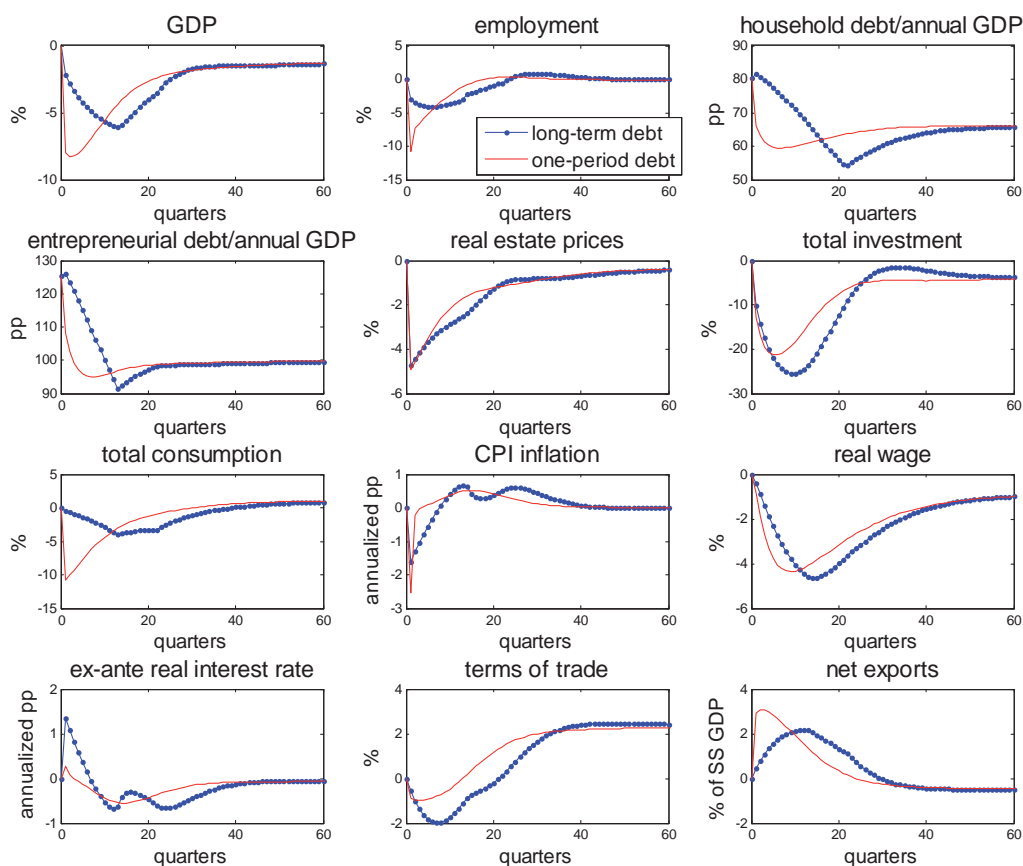 GDP
0
-5
-10
%
0 20 40 60
quarters
employment
5
0
-5
-10
-15
%
long-term debt
one-period debt
0 20 40 60
quarters
household debt/annual GDP
90
80
70
60
50
pp
0 20 40 60
quarters
entrepreneurial debt/annual GDP
130
120
110
100
90
pp
0 20 40 60
quarters
real estate prices
0
-2
-4
-6
%
0 20 40 60
quarters
total investment
0
-10
-20
-30
%
0 20 40 60
quarters
total consumption
5
0
-5
-10
-15
%
0 20 40 60
quarters
CPI inflation
1
0
-1
-2
-3
annualized pp
0 20 40 60
quarters
real wage
0
-2
-4
-6
%
0 20 40 60
quarters
ex-ante real interest rate
2
1
0
-1
annualized pp
0 20 40 60
quarters
terms of trade
4
2
0
-2
%
0 20 40 60
quarters
net exports
4
2
0
-2
% of SS GDP
0 20 40 60
quarters